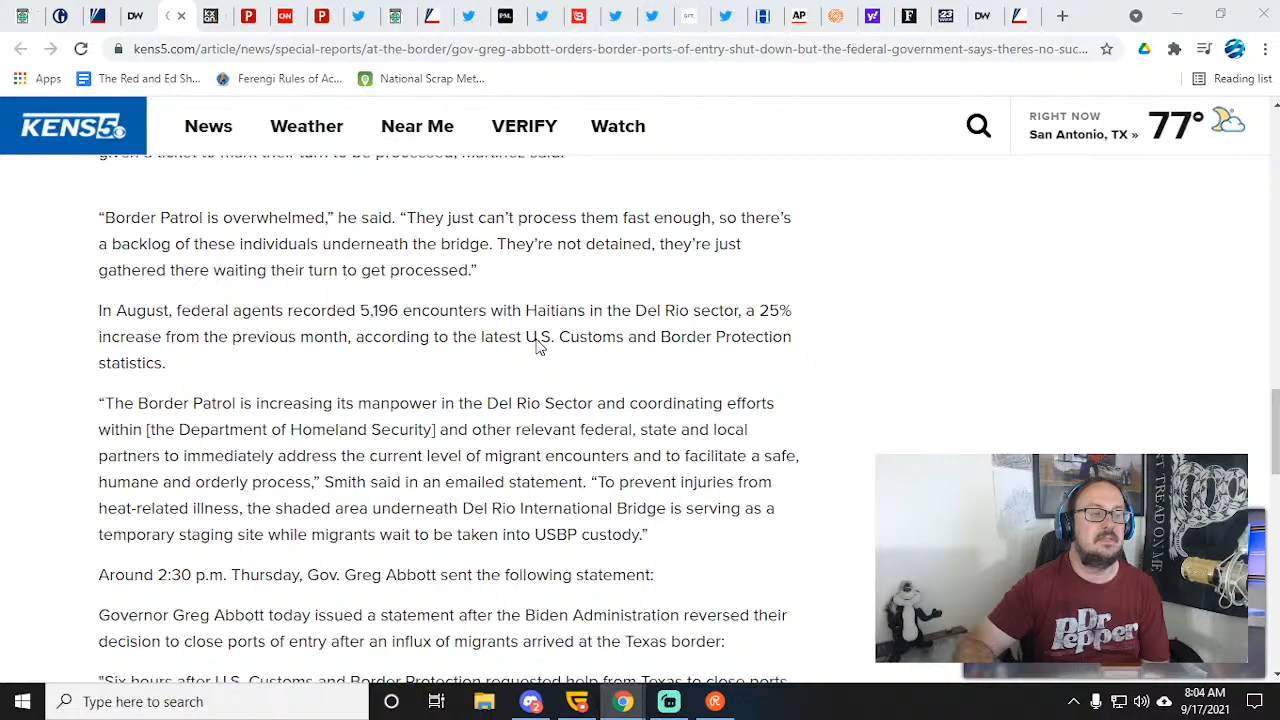 DW
CNN
PML
GFT.
H
AP
F
DW
kens5.com/article/news/special-reports/at-the-border/gov-greg-abbott-orders-border-ports-of-entry-shut-down-but-the-federal-government-says-theres-no-suc...
Apps
The Red and Ed Sh...
Ferengi Rules of Ac...
National Scrap Met...
Reading list
KENS5
News
Weather
Near Me
VERIFY
Watch
RIGHT NOW
San Antonio, TX »
77°
given a ticket to mark their turn to be processed, Martinez said.
“Border Patrol is overwhelmed,” he said. “They just can’t process them fast enough, so there’s
a backlog of these individuals underneath the bridge. They’re not detained, they’re just
gathered there waiting their turn to get processed.”
In August, federal agents recorded 5,196 encounters with Haitians in the Del Rio sector, a 25%
increase from the previous month, according to the latest U.S. Customs and Border Protection
statistics.
“The Border Patrol is increasing its manpower in the Del Rio Sector and coordinating efforts
within [the Department of Homeland Security] and other relevant federal, state and local
partners to immediately address the current level of migrant encounters and to facilitate a safe,
humane and orderly process,” Smith said in an emailed statement. “To prevent injuries from
heat-related illness, the shaded area underneath Del Rio International Bridge is serving as a
temporary staging site while migrants wait to be taken into USBP custody.”
Around 2:30 p.m. Thursday, Gov. Greg Abbott sent the following statement:
Governor Greg Abbott today issued a statement after the Biden Administration reversed their
decision to close ports of entry after an influx of migrants arrived at the Texas border:
"Six hours after U.S. Customs and Border Protection requested help from Texas to close ports
T TREAD ON ME
Dr Pepper
Type here to search
2
8:04 AM
9/17/2021